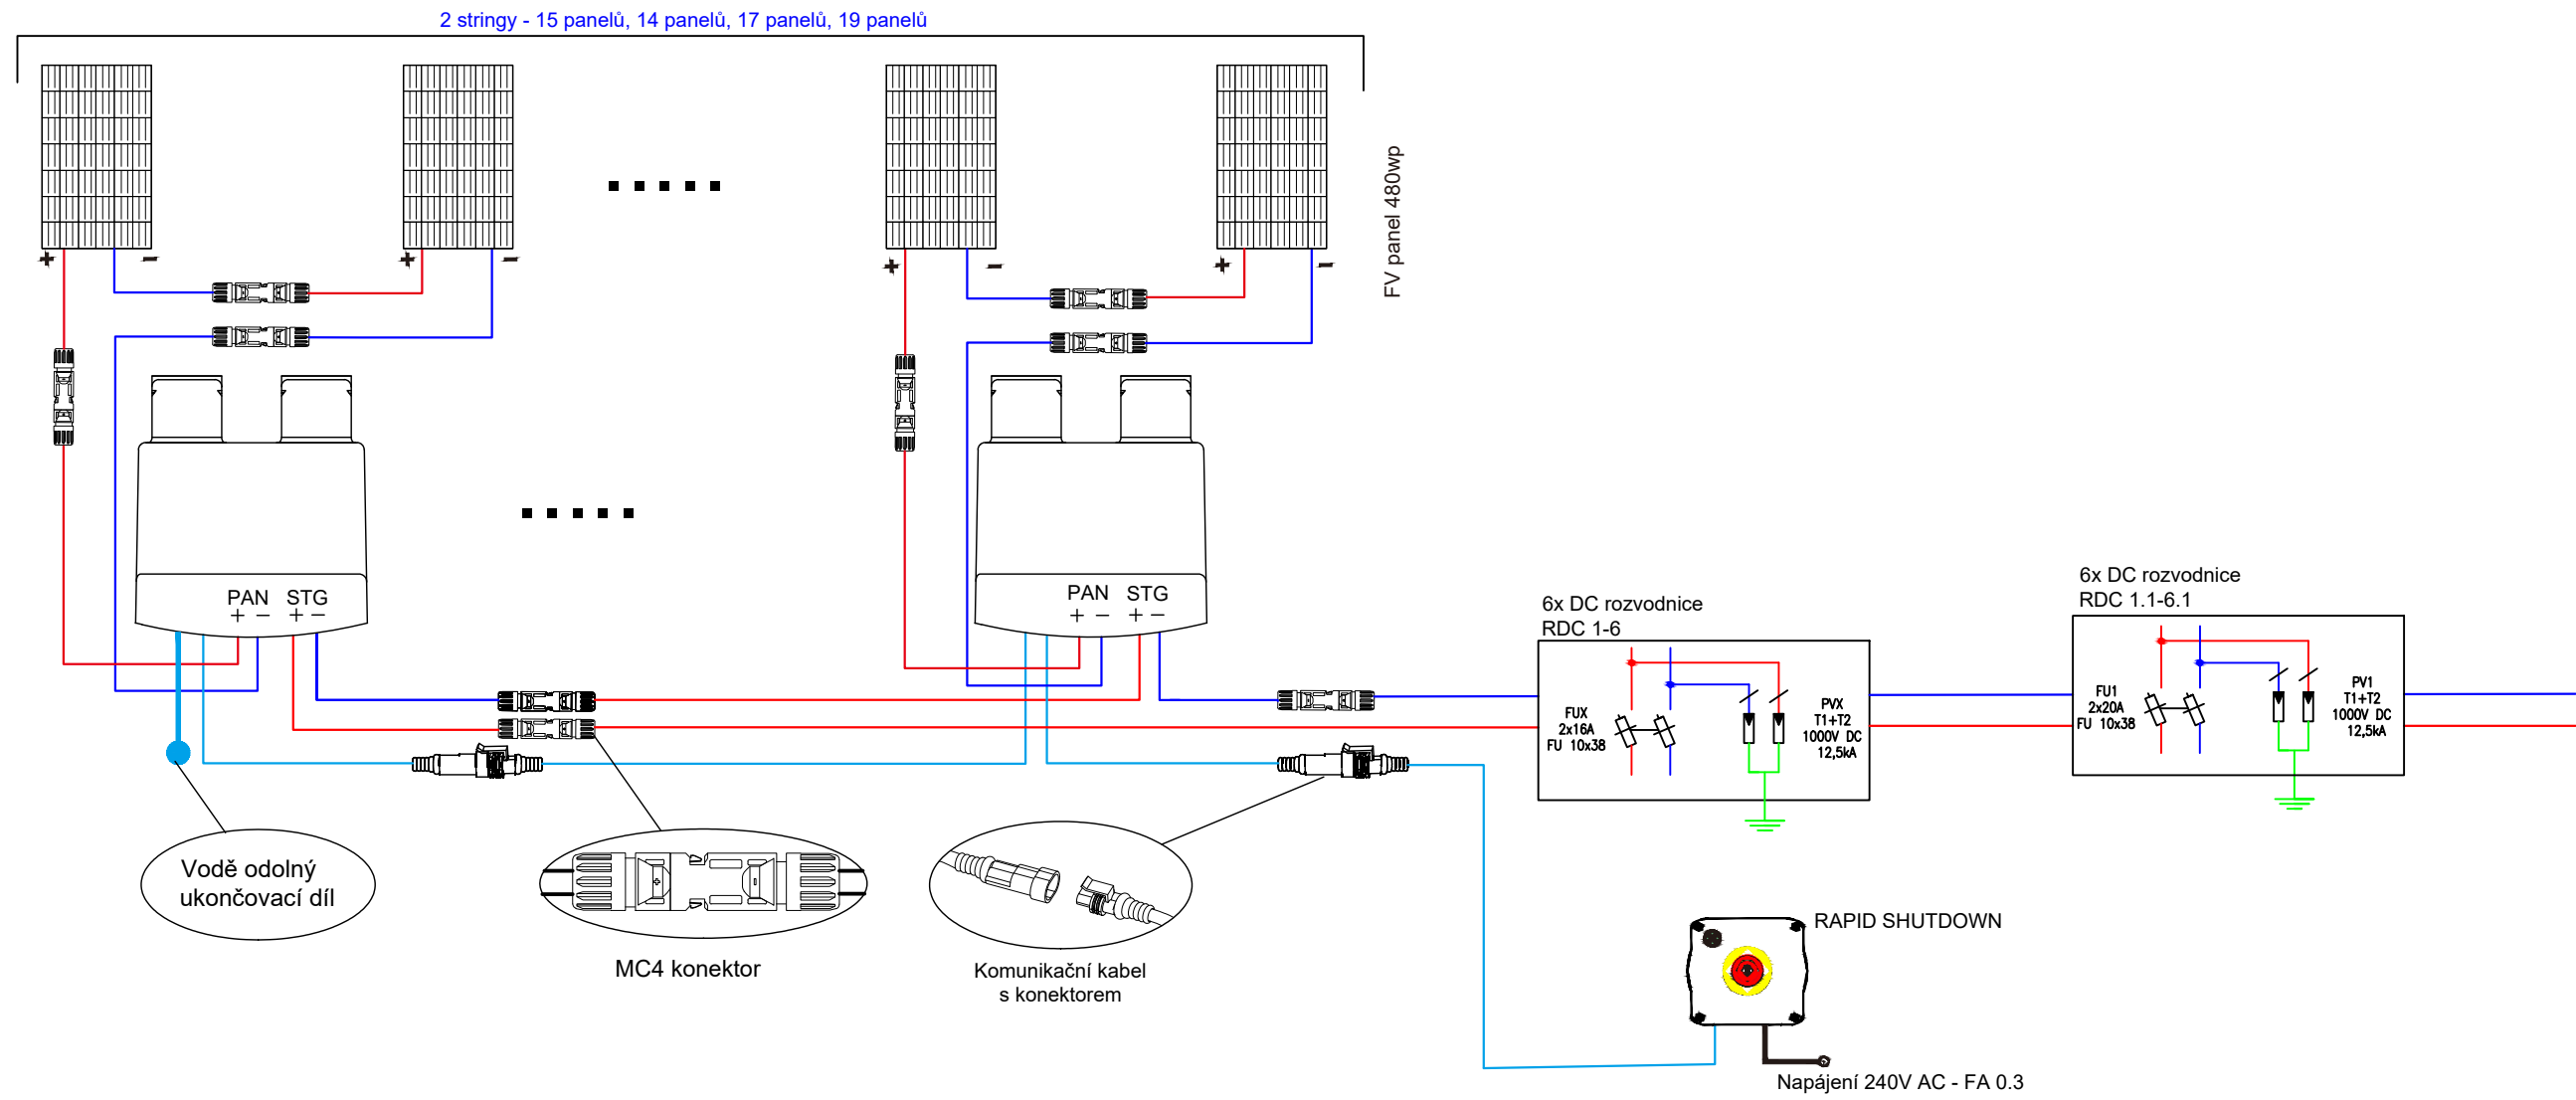 2 stringy - 15 panelů, 14 panelů, 17 panelů, 19 panelů
FV panel 480wp
+ −
+ −
+ −
+ −
PAN STG
+ − + −
PAN STG
+ − + −
6x DC rozvodnice
RDC 1-6
FUX
2x16A
FU 10x38
PVX
T1+T2
1000V DC
12,5kA
6x DC rozvodnice
RDC 1.1-6.1
FU1
2x20A
FU 10x38
PV1
T1+T2
1000V DC
12,5kA
Vodě odolný
ukončovací díl
MC4 konektor
Komunikační kabel
s konektorem
RAPID SHUTDOWN
Napájení 240V AC - FA 0.3